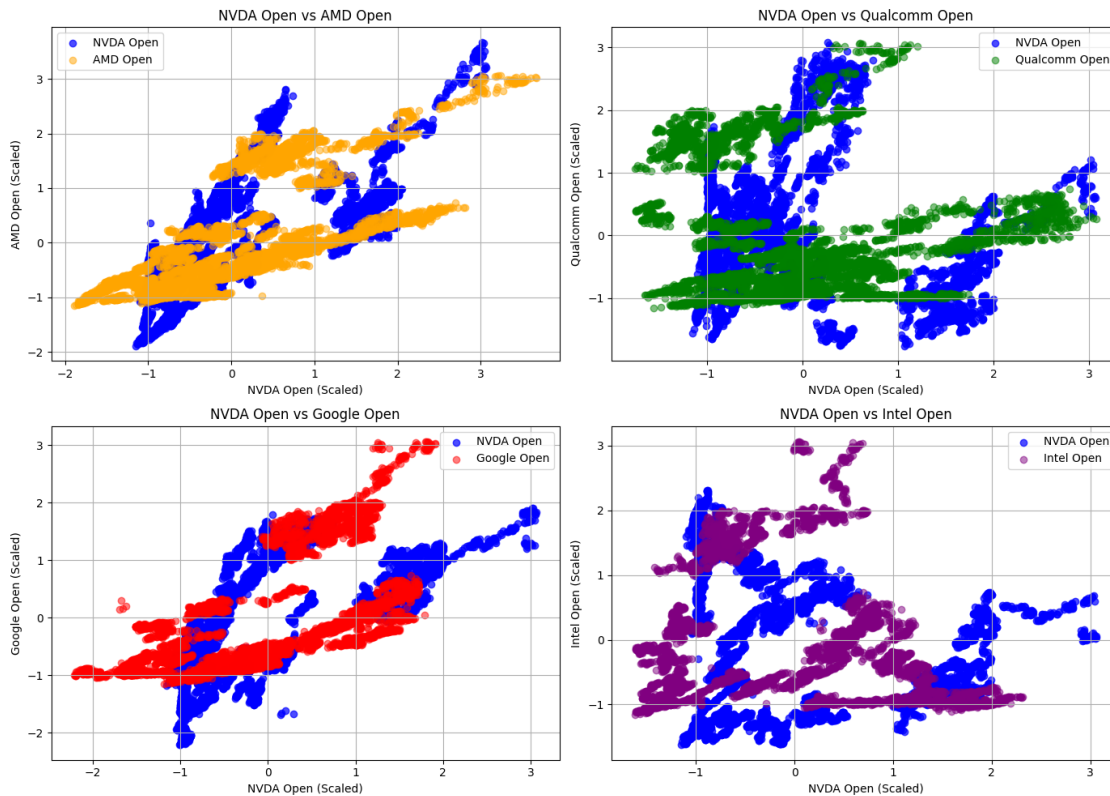 NVDA Open vs AMD Open
NVDA Open
AMD Open
AMD Open (Scaled)
3
2
1
0
−1
−2
−2 −1 0 1 2 3
NVDA Open (Scaled)
NVDA Open vs Qualcomm Open
NVDA Open
Qualcomm Open
Qualcomm Open (Scaled)
3
2
1
0
−1
−1 0 1 2 3
NVDA Open (Scaled)
NVDA Open vs Google Open
NVDA Open
Google Open
Google Open (Scaled)
3
2
1
0
−1
−2
−2 −1 0 1 2 3
NVDA Open (Scaled)
NVDA Open vs Intel Open
NVDA Open
Intel Open
Intel Open (Scaled)
3
2
1
0
−1
−1 0 1 2 3
NVDA Open (Scaled)